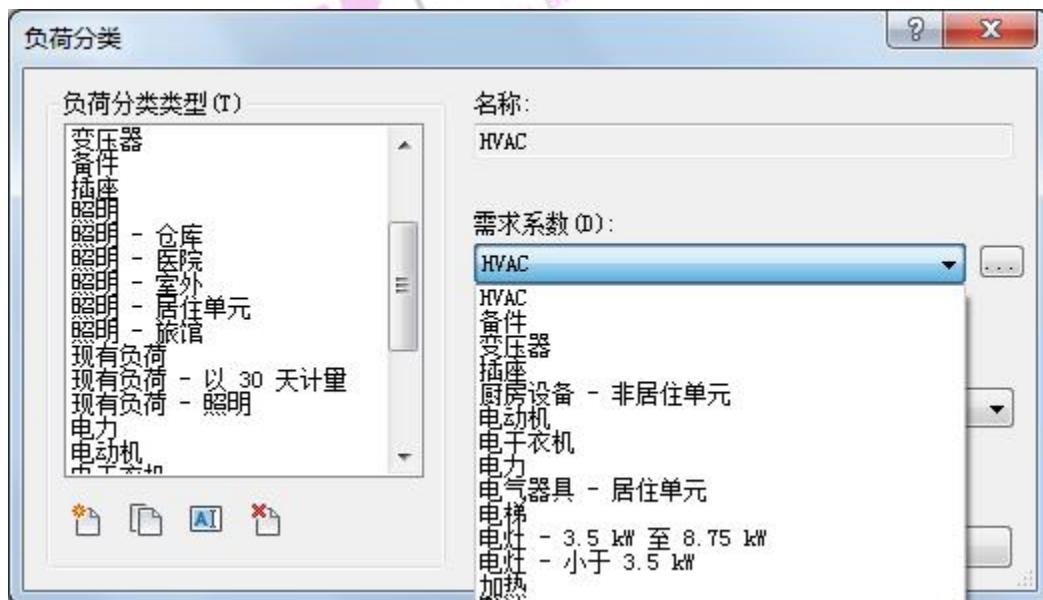 负荷分类
负荷分类类型(T)
变压器
备件
插座
照明
照明 - 仓库
照明 - 医院
照明 - 室外
照明 - 居住单元
照明 - 旅馆
现有负荷
现有负荷 - 以 30 天计量
现有负荷 - 照明
电力
电动机
电干衣机
名称:
HVAC
需求系数(D):
HVAC
...
HVAC
备件
变压器
插座
厨房设备 - 非居住单元
电动机
电干衣机
电力
电气器具 - 居住单元
电梯
电灶 - 3.5 kW 至 8.75 kW
电灶 - 小于 3.5 kW
加热